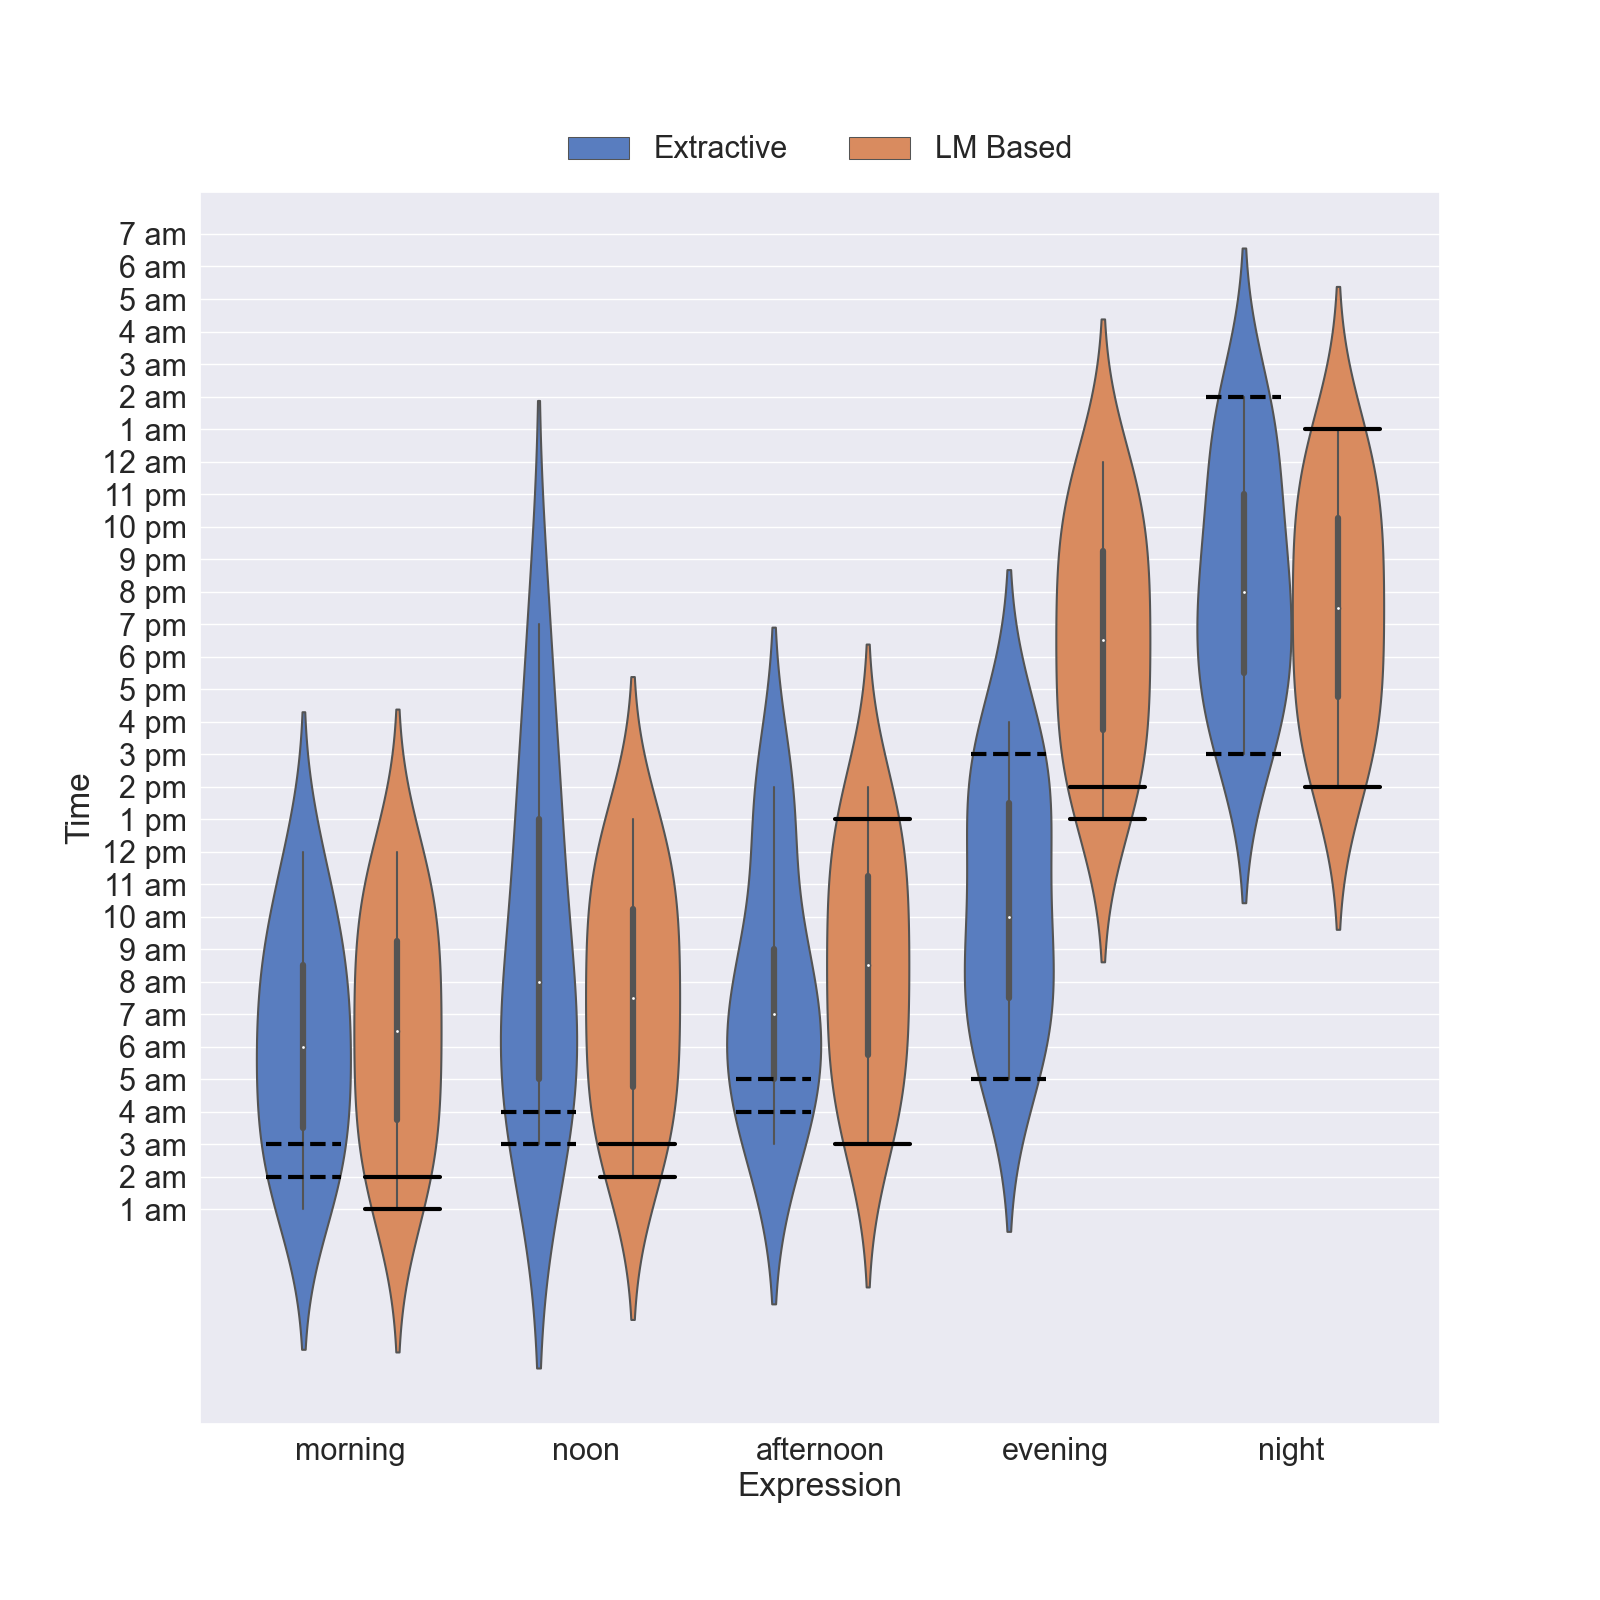 Extractive LM Based
7 am
6 am
5 am
4 am
3 am
2 am
1 am
12 am
11 pm
10 pm
9 pm
8 pm
7 pm
6 pm
5 pm
4 pm
3 pm
2 pm
1 pm
12 pm
11 am
10 am
9 am
8 am
7 am
6 am
5 am
4 am
3 am
2 am
1 am
Time
morning noon afternoon evening night
Expression